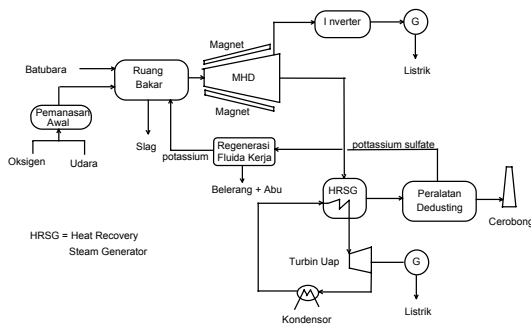 Magnet
I nverter
G
Listrik
Batubara
Ruang
Bakar
MHD
Magnet
Pemanasan
Awal
Oksigen
Udara
Slag
potassium
Regenerasi
Fluida Kerja
pottassium sulfate
Belerang + Abu
HRSG
Peralatan
Dedusting
Cerobong
HRSG = Heat Recovery
Steam Generator
Turbin Uap
G
Listrik
Kondensor